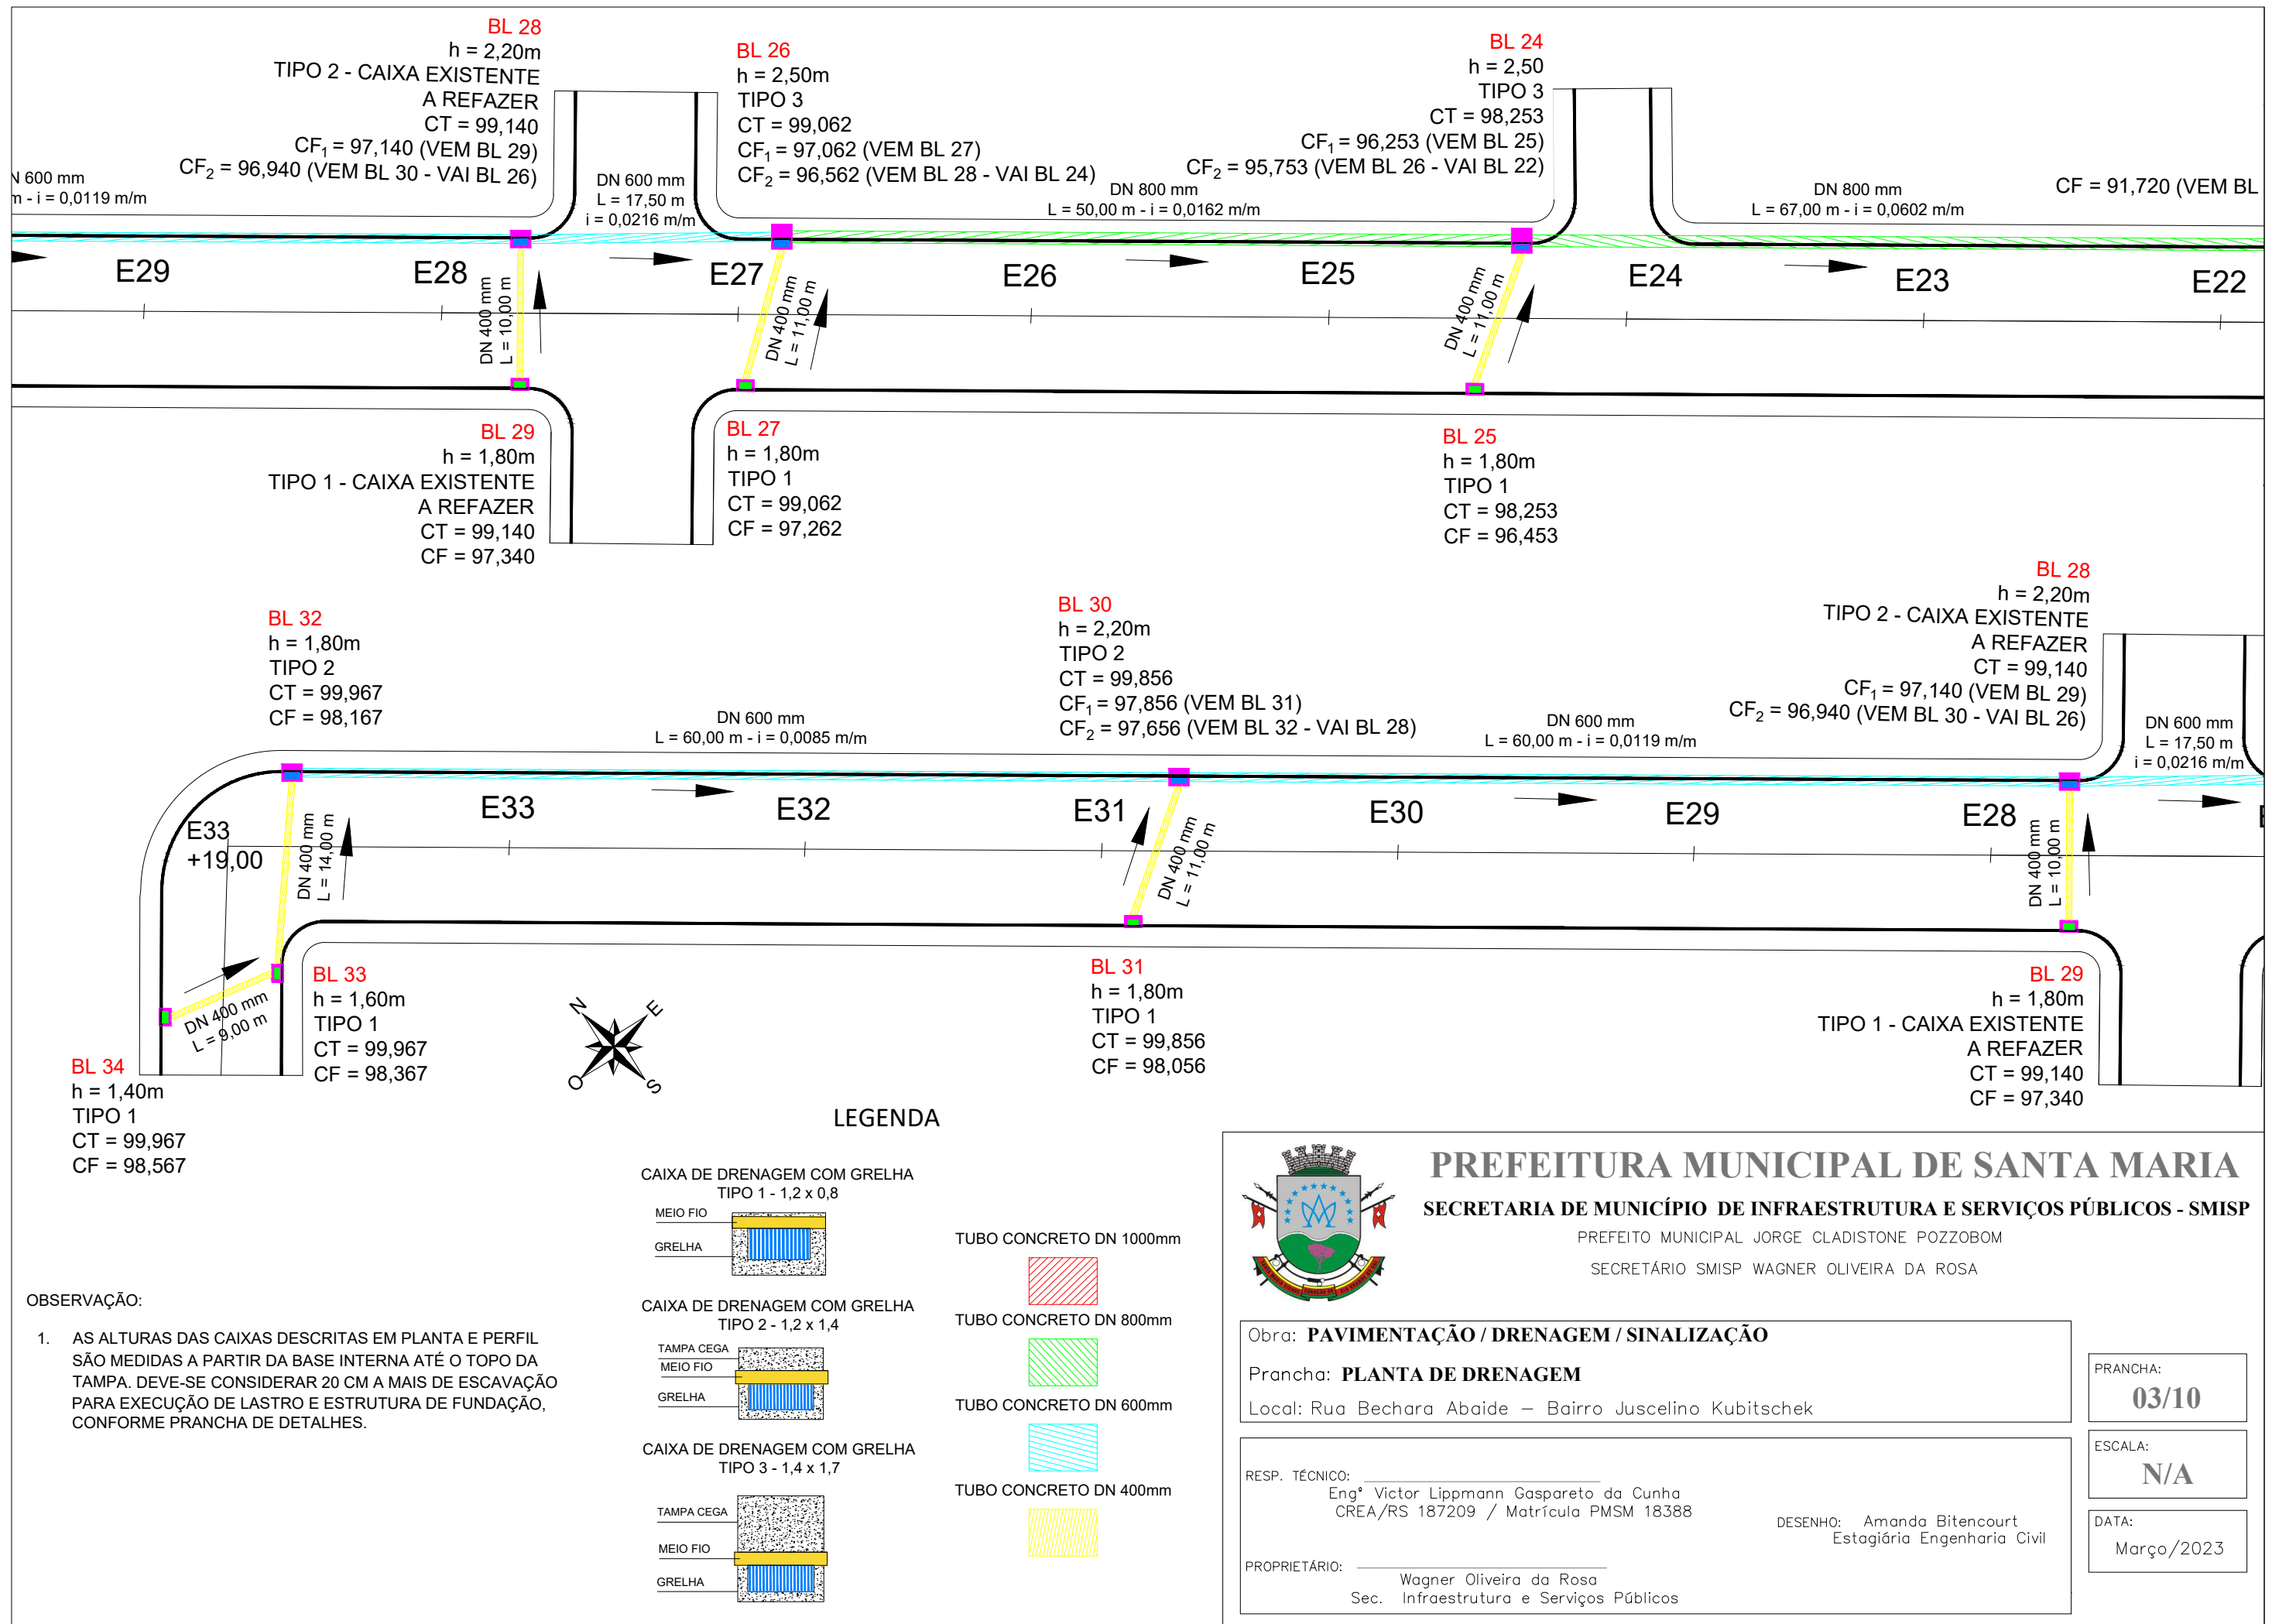 BL 28
h = 2,20m
TIPO 2 - CAIXA EXISTENTE
A REFAZER
CT = 99,140
CF₁ = 97,140 (VEM BL 29)
CF₂ = 96,940 (VEM BL 30 - VAI BL 26)
BL 26
h = 2,50m
TIPO 3
CT = 99,062
CF₁ = 97,062 (VEM BL 27)
CF₂ = 96,562 (VEM BL 28 - VAI BL 24)
BL 24
h = 2,50
TIPO 3
CT = 98,253
CF₁ = 96,253 (VEM BL 25)
CF₂ = 95,753 (VEM BL 26 - VAI BL 22)
N 600 mm
m - i = 0,0119 m/m
DN 600 mm
L = 17,50 m
i = 0,0216 m/m
DN 800 mm
L = 50,00 m - i = 0,0162 m/m
DN 800 mm
L = 67,00 m - i = 0,0602 m/m
CF = 91,720 (VEM BL
E29
E28
E27
E26
E25
E24
E23
E22
DN 400 mm
L = 10,00 m
DN 400 mm
L = 11,00 m
DN 400 mm
L = 11,00 m
BL 29
h = 1,80m
TIPO 1 - CAIXA EXISTENTE
A REFAZER
CT = 99,140
CF = 97,340
BL 27
h = 1,80m
TIPO 1
CT = 99,062
CF = 97,262
BL 25
h = 1,80m
TIPO 1
CT = 98,253
CF = 96,453
BL 32
h = 1,80m
TIPO 2
CT = 99,967
CF = 98,167
BL 30
h = 2,20m
TIPO 2
CT = 99,856
CF₁ = 97,856 (VEM BL 31)
CF₂ = 97,656 (VEM BL 32 - VAI BL 28)
BL 28
h = 2,20m
TIPO 2 - CAIXA EXISTENTE
A REFAZER
CT = 99,140
CF₁ = 97,140 (VEM BL 29)
CF₂ = 96,940 (VEM BL 30 - VAI BL 26)
DN 600 mm
L = 60,00 m - i = 0,0085 m/m
DN 600 mm
L = 60,00 m - i = 0,0119 m/m
DN 600 mm
L = 17,50 m
i = 0,0216 m/m
E33
+19,00
E33
E32
E31
E30
E29
E28
DN 400 mm
L = 14,00 m
DN 400 mm
L = 11,00 m
DN 400 mm
L = 10,00 m
DN 400 mm
L = 9,00 m
BL 33
h = 1,60m
TIPO 1
CT = 99,967
CF = 98,367
BL 34
h = 1,40m
TIPO 1
CT = 99,967
CF = 98,567
BL 31
h = 1,80m
TIPO 1
CT = 99,856
CF = 98,056
BL 29
h = 1,80m
TIPO 1 - CAIXA EXISTENTE
A REFAZER
CT = 99,140
CF = 97,340
N
E
O
S
LEGENDA
CAIXA DE DRENAGEM COM GRELHA
TIPO 1 - 1,2 x 0,8
MEIO FIO
GRELHA
CAIXA DE DRENAGEM COM GRELHA
TIPO 2 - 1,2 x 1,4
TAMPA CEGA
MEIO FIO
GRELHA
CAIXA DE DRENAGEM COM GRELHA
TIPO 3 - 1,4 x 1,7
TAMPA CEGA
MEIO FIO
GRELHA
TUBO CONCRETO DN 1000mm
TUBO CONCRETO DN 800mm
TUBO CONCRETO DN 600mm
TUBO CONCRETO DN 400mm
OBSERVAÇÃO:
1. AS ALTURAS DAS CAIXAS DESCRITAS EM PLANTA E PERFIL
SÃO MEDIDAS A PARTIR DA BASE INTERNA ATÉ O TOPO DA
TAMPA. DEVE-SE CONSIDERAR 20 CM A MAIS DE ESCAVAÇÃO
PARA EXECUÇÃO DE LASTRO E ESTRUTURA DE FUNDAÇÃO,
CONFORME PRANCHA DE DETALHES.
PREFEITURA MUNICIPAL DE SANTA MARIA
SECRETARIA DE MUNICÍPIO DE INFRAESTRUTURA E SERVIÇOS PÚBLICOS - SMISP
PREFEITO MUNICIPAL JORGE CLADISTONE POZZOBOM
SECRETÁRIO SMISP WAGNER OLIVEIRA DA ROSA
Obra: PAVIMENTAÇÃO / DRENAGEM / SINALIZAÇÃO
Prancha: PLANTA DE DRENAGEM
Local: Rua Bechara Abaide – Bairro Juscelino Kubitschek
PRANCHA:
03/10
ESCALA:
N/A
DATA:
Março/2023
RESP. TÉCNICO:
Engº Victor Lippmann Gaspareto da Cunha
CREA/RS 187209 / Matrícula PMSM 18388
DESENHO: Amanda Bitencourt
Estagiária Engenharia Civil
PROPRIETÁRIO:
Wagner Oliveira da Rosa
Sec. Infraestrutura e Serviços Públicos